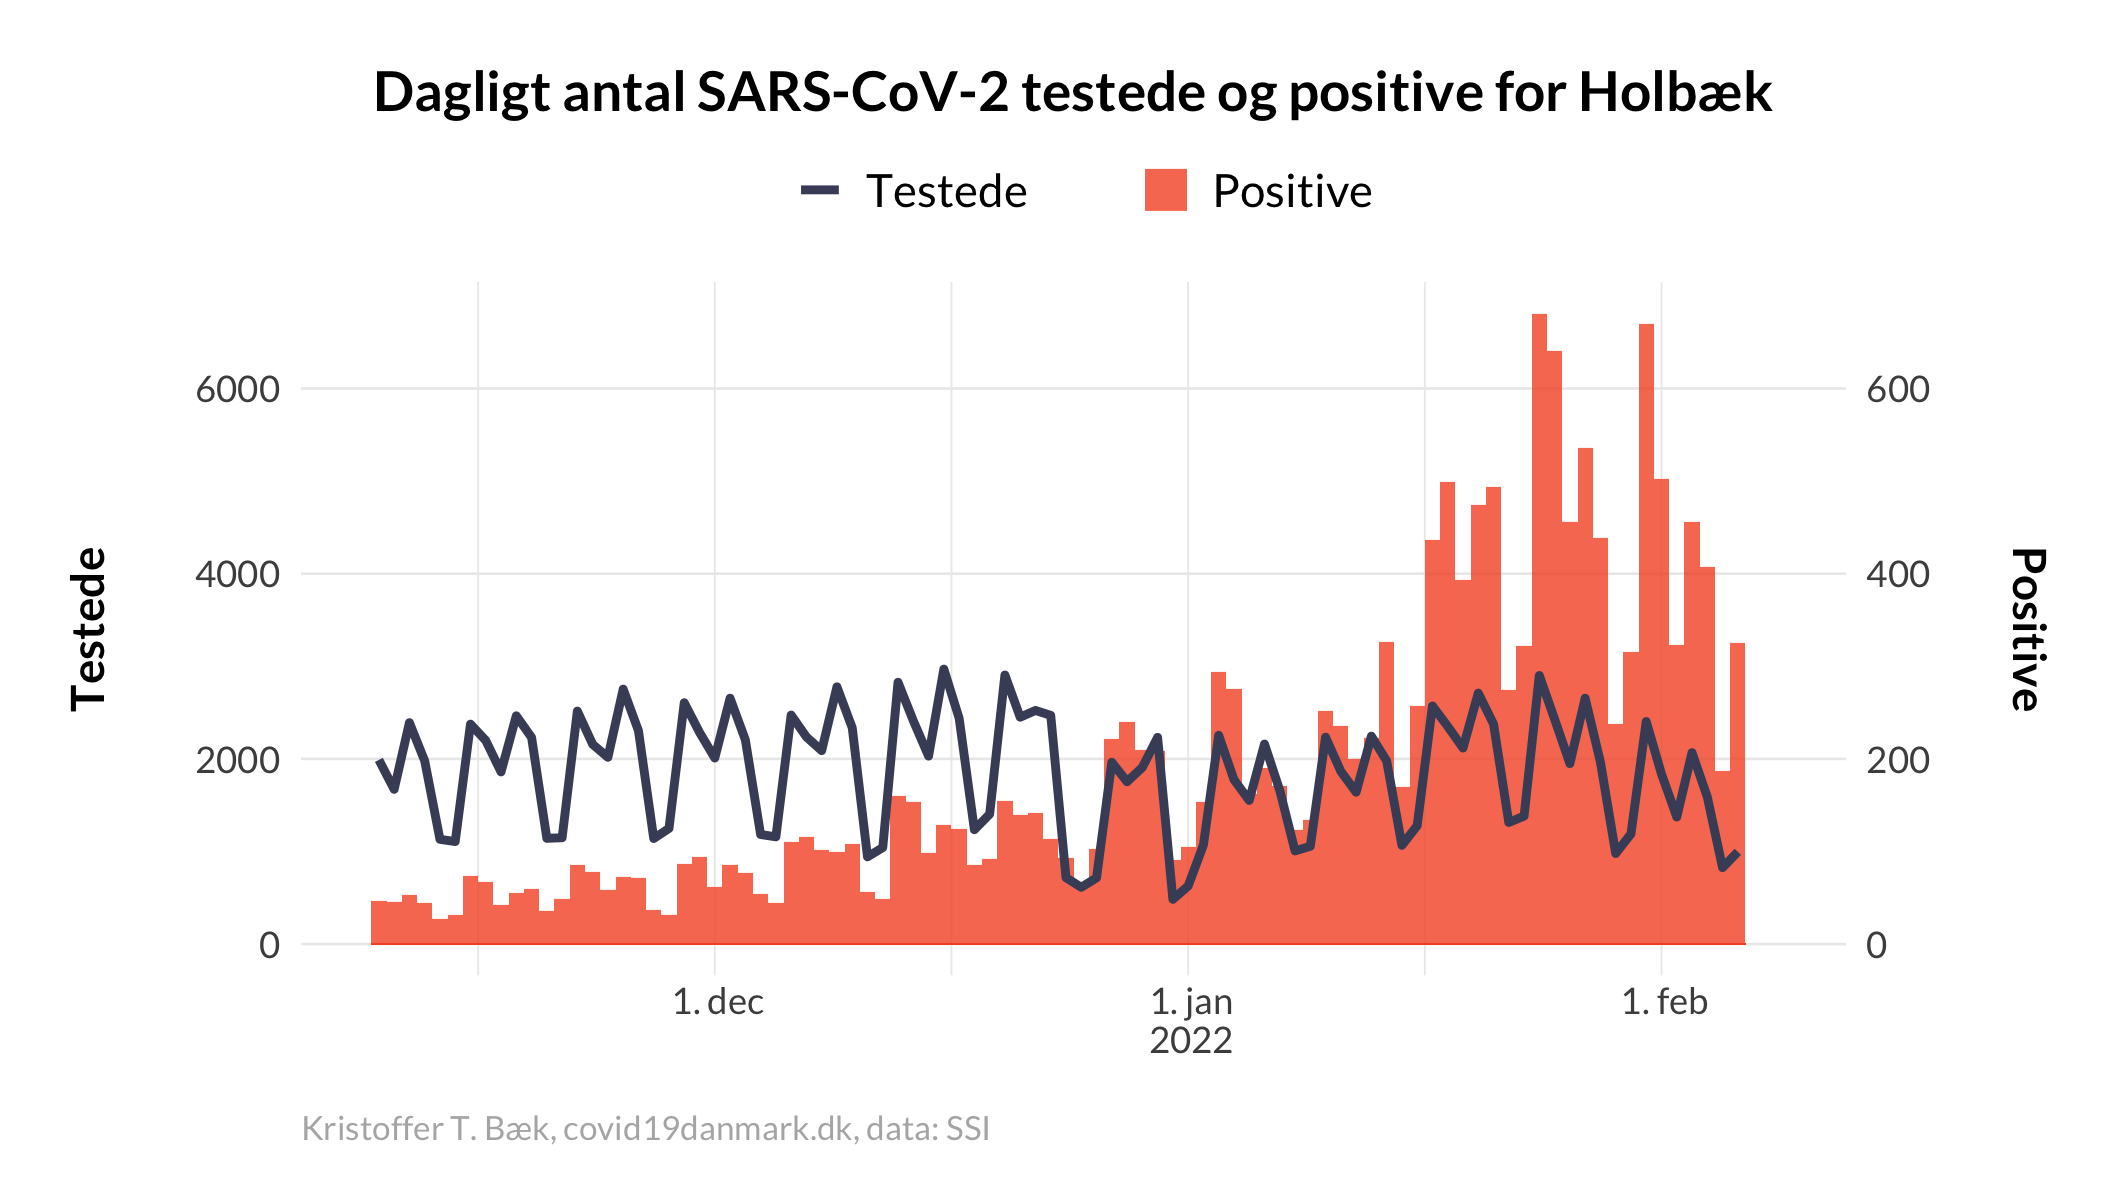 Dagligt antal SARS-CoV-2 testede og positive for Holbæk
Testede
Positive
6000
4000
2000
0
Testede
600
400
200
0
Positive
1. dec
1. jan
2022
1. feb
Kristoffer T. Bæk, covid19danmark.dk, data: SSI